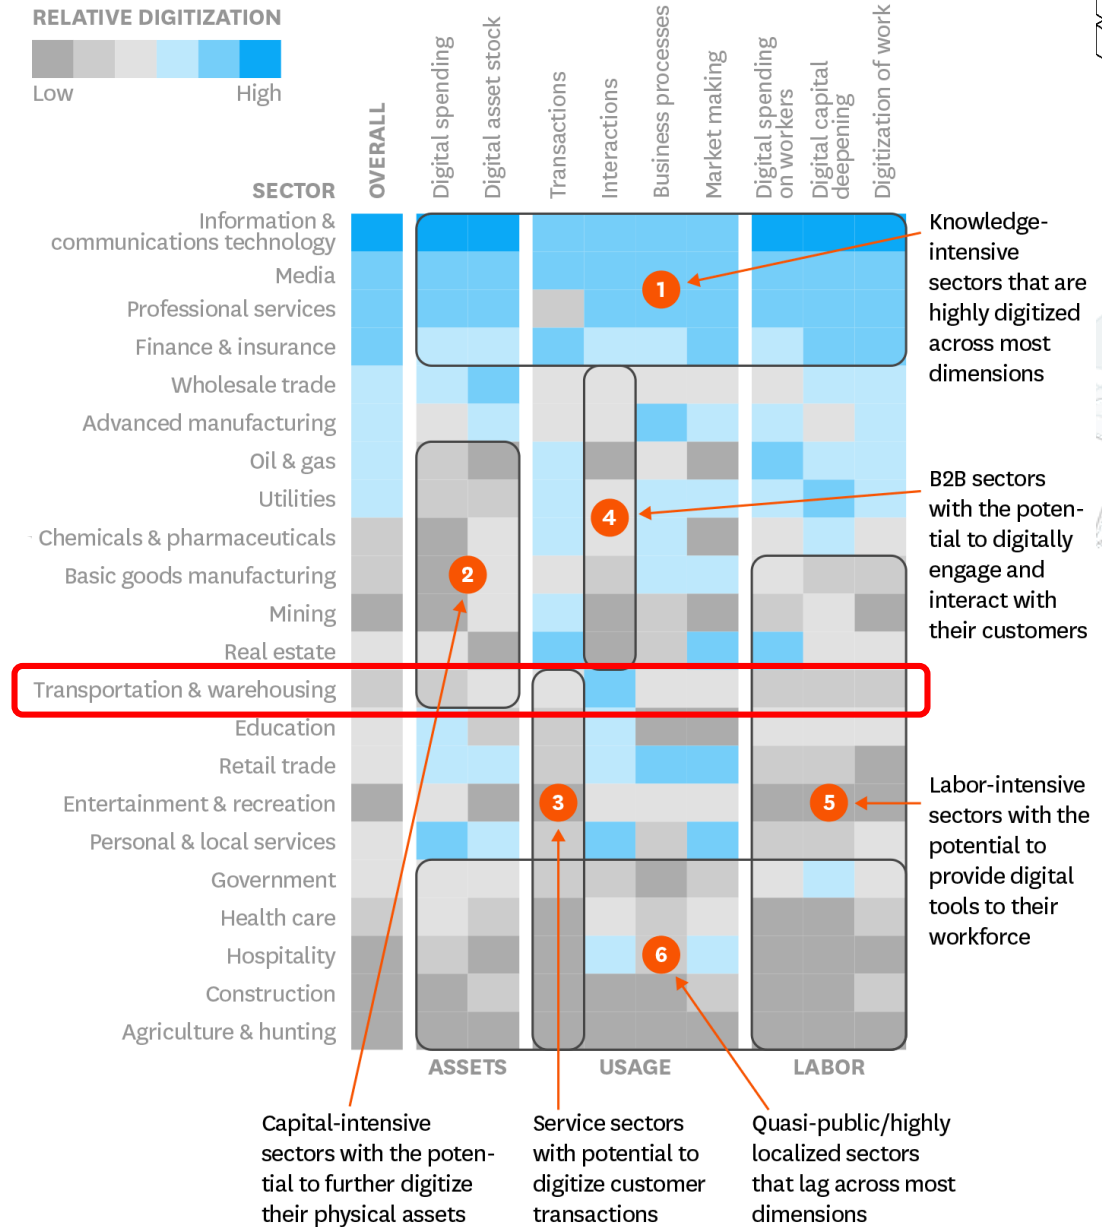 RELATIVE DIGITIZATION
Low
High
SECTOR
OVERALL
Digital spending
Digital asset stock
Transactions
Interactions
Business processes
Market making
Digital spending
on workers
Digital capital
deepening
Digitization of work
Information &
communications technology
Media
Professional services
Finance & insurance
Wholesale trade
Advanced manufacturing
Oil & gas
Utilities
Chemicals & pharmaceuticals
Basic goods manufacturing
Mining
Real estate
Transportation & warehousing
Education
Retail trade
Entertainment & recreation
Personal & local services
Government
Health care
Hospitality
Construction
Agriculture & hunting
1
4
2
3
5
6
Knowledge-
intensive
sectors that are
highly digitized
across most
dimensions
B2B sectors
with the poten-
tial to digitally
engage and
interact with
their customers
Labor-intensive
sectors with the
potential to
provide digital
tools to their
workforce
ASSETS
USAGE
LABOR
Capital-intensive
sectors with the poten-
tial to further digitize
their physical assets
Service sectors
with potential to
digitize customer
transactions
Quasi-public/highly
localized sectors
that lag across most
dimensions